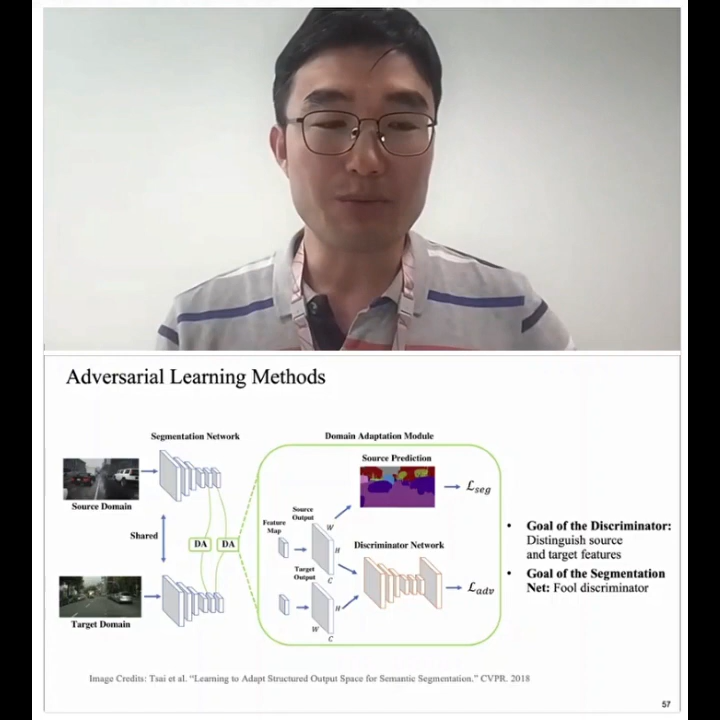 Adversarial Learning Methods
Segmentation Network
Domain Adaptation Module
Source Prediction
ℒseg
Source Domain
Source
Output
Feature
Map
W
H
C
Shared
DA
DA
Discriminator Network
Target
Output
H
W
C
ℒadv
Target Domain
• Goal of the Discriminator:
Distinguish source
and target features
• Goal of the Segmentation
Net: Fool discriminator
Image Credits: Tsai et al. “Learning to Adapt Structured Output Space for Semantic Segmentation.” CVPR. 2018
57